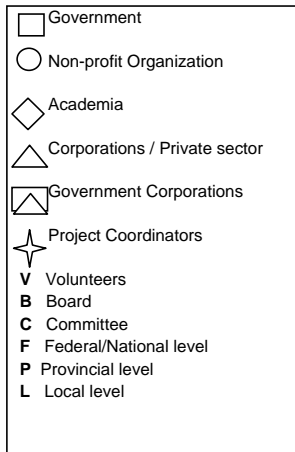 Government
Non-profit Organization
Academia
Corporations / Private sector
Government Corporations
Project Coordinators
V Volunteers
B Board
C Committee
F Federal/National level
P Provincial level
L Local level